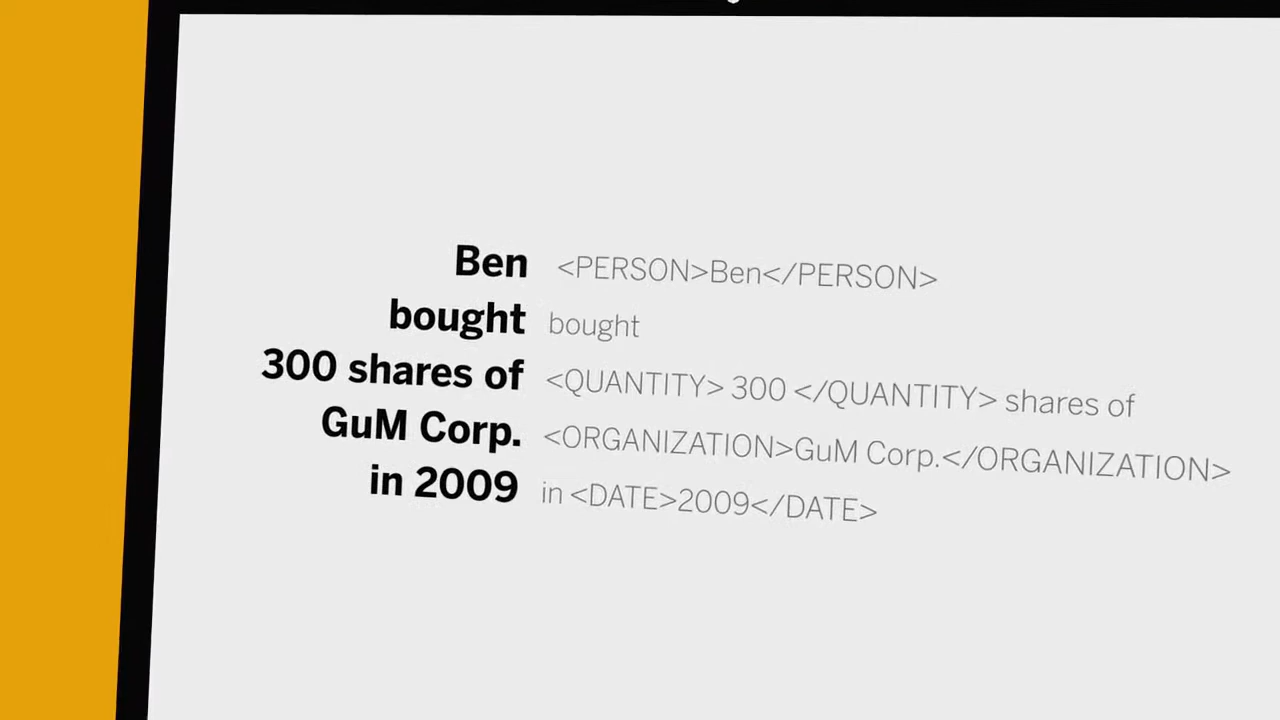 Ben <PERSON>Ben</PERSON>
bought bought
300 shares of <QUANTITY> 300 </QUANTITY> shares of
GuM Corp. <ORGANIZATION>GuM Corp.</ORGANIZATION>
in 2009 in <DATE>2009</DATE>